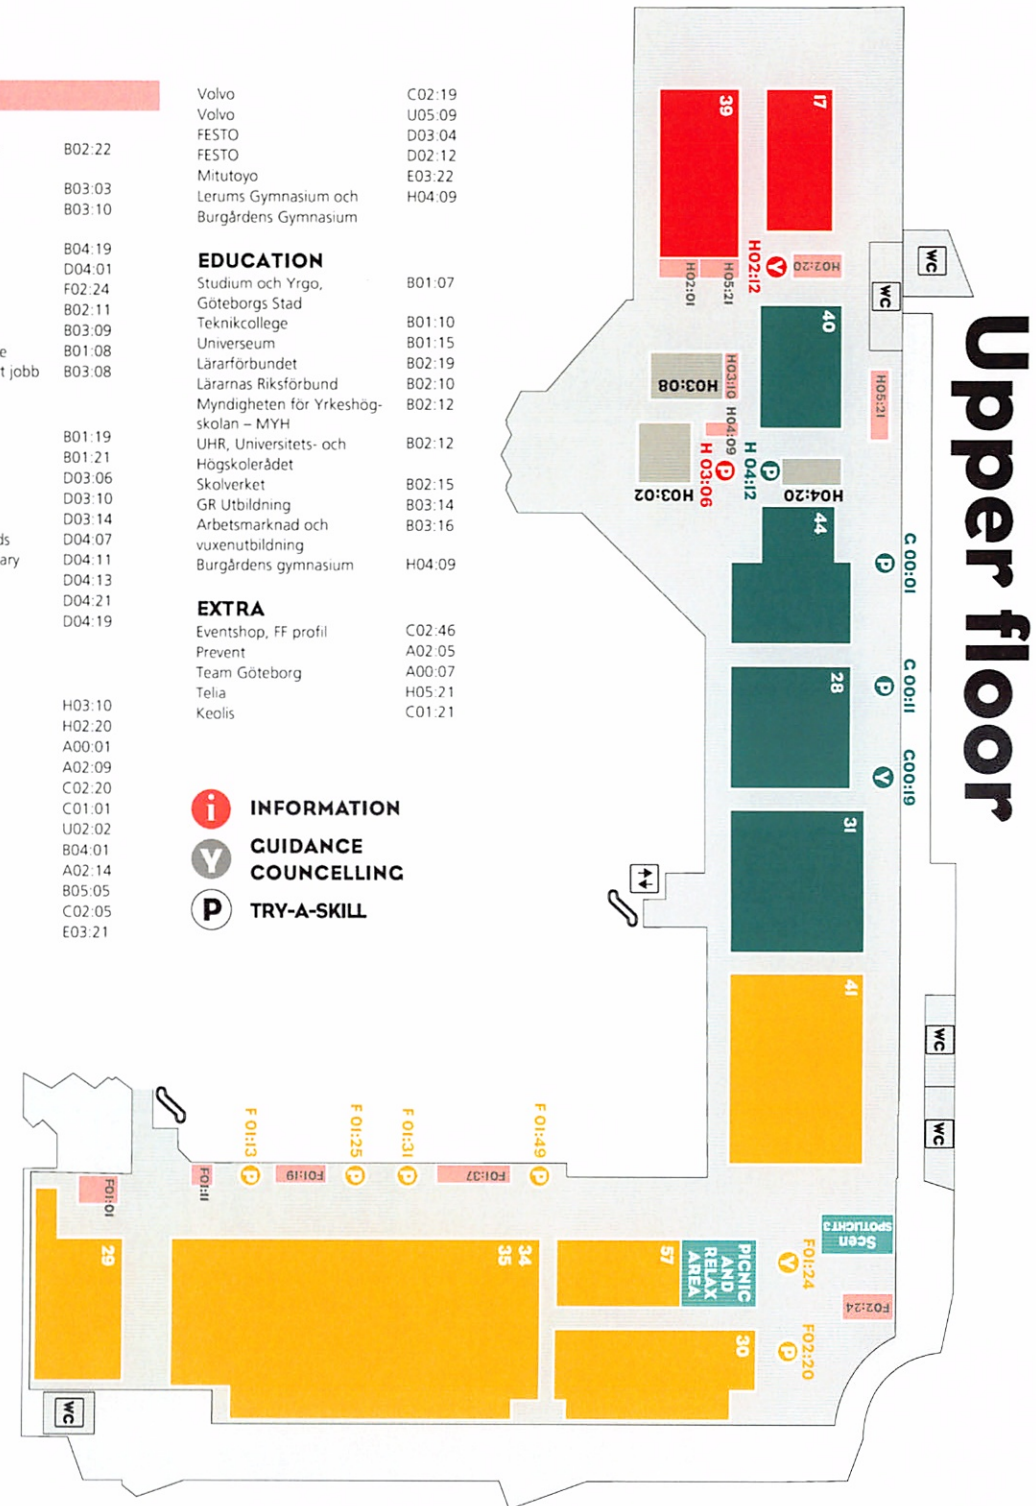 B02:22
B03:03
B03:10
B04:19
D04:01
F02:24
B02:11
B03:09
e B01:08
t jobb B03:08
B01:19
B01:21
D03:06
D03:10
D03:14
ds D04:07
ary D04:11
D04:13
D04:21
D04:19
H03:10
H02:20
A00:01
A02:09
C02:20
C01:01
U02:02
B04:01
A02:14
B05:05
C02:05
E03:21
Volvo C02:19
Volvo U05:09
FESTO D03:04
FESTO D02:12
Mitutoyo E03:22
Lerums Gymnasium och H04:09
Burgårdens Gymnasium
EDUCATION
Studium och Yrgo, B01:07
Göteborgs Stad
Teknikcollege B01:10
Universeum B01:15
Lärarförbundet B02:19
Lärarnas Riksförbund B02:10
Myndigheten för Yrkeshög- B02:12
skolan – MYH
UHR, Universitets- och B02:12
Högskolerådet
Skolverket B02:15
GR Utbildning B03:14
Arbetsmarknad och B03:16
vuxenutbildning
Burgårdens gymnasium H04:09
EXTRA
Eventshop, FF profil C02:46
Prevent A02:05
Team Göteborg A00:07
Telia H05:21
Keolis C01:21
i INFORMATION
Y GUIDANCE
COUNCELLING
P TRY-A-SKILL
Upper floor
39
17
H02:12
Y
H02:20
H02:01
H05:21
WC
WC
40
H03:08
H03:10
H05:21
H04:09
H03:02
H 03:06
P
H 04:12
P
H04:20
44
G 00:01
P
28
G 00:11
P
G00:19
Y
31
41
WC
WC
F 01:13
P
F 01:25
P
F 01:31
P
F 01:49
P
F01:01
F01:11
F01:19
F01:37
Scen
SPOTLIGHT 3
29
34
35
57
PICNIC
AND
RELAX
AREA
F01:24
Y
F02:24
30
F02:20
P
WC